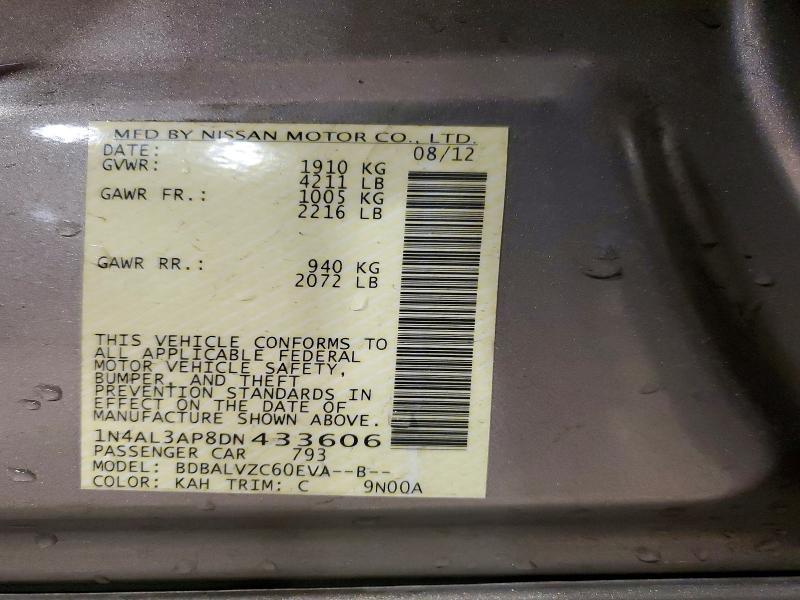 MFD BY NISSAN MOTOR CO., LTD.
DATE: 08/12
GVWR: 1910 KG
4211 LB
GAWR FR.: 1005 KG
2216 LB
GAWR RR.: 940 KG
2072 LB
THIS VEHICLE CONFORMS TO
ALL APPLICABLE FEDERAL
MOTOR VEHICLE SAFETY,
BUMPER, AND THEFT
PREVENTION STANDARDS IN
EFFECT ON THE DATE OF
MANUFACTURE SHOWN ABOVE.
1N4AL3AP8DN433606
PASSENGER CAR 793
MODEL: BDBALVZC60EVA--B--
COLOR: KAH TRIM: C 9N00A